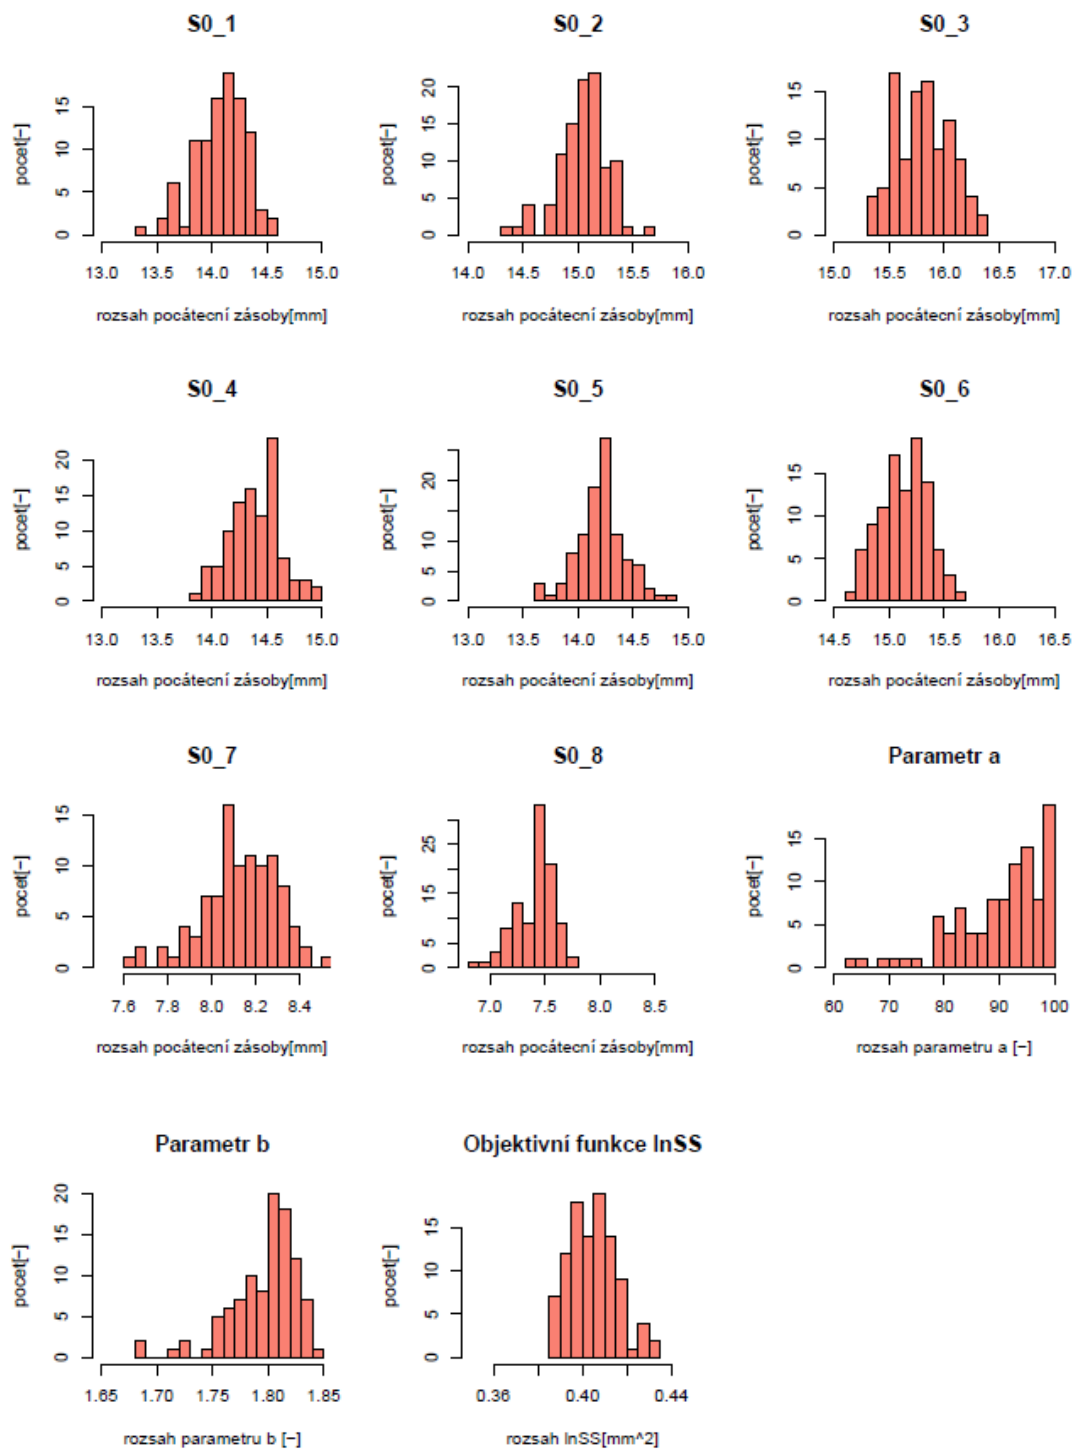 S0_1
S0_2
S0_3
pocet[−]
0 5 10 15
13.0 13.5 14.0 14.5 15.0
rozsah pocátecní zásoby[mm]
pocet[−]
0 5 10 15 20
14.0 14.5 15.0 15.5 16.0
rozsah pocátecní zásoby[mm]
pocet[−]
0 5 10 15
15.0 15.5 16.0 16.5 17.0
rozsah pocátecní zásoby[mm]
S0_4
S0_5
S0_6
pocet[−]
0 5 10 15 20
13.0 13.5 14.0 14.5 15.0
rozsah pocátecní zásoby[mm]
pocet[−]
0 5 10 20
13.0 13.5 14.0 14.5 15.0
rozsah pocátecní zásoby[mm]
pocet[−]
0 5 10 15
14.5 15.0 15.5 16.0 16.5
rozsah pocátecní zásoby[mm]
S0_7
S0_8
Parametr a
pocet[−]
0 5 10 15
7.6 7.8 8.0 8.2 8.4
rozsah pocátecní zásoby[mm]
pocet[−]
0 5 15 25
7.0 7.5 8.0 8.5
rozsah pocátecní zásoby[mm]
pocet[−]
0 5 10 15
60 70 80 90 100
rozsah parametru a [−]
Parametr b
Objektivní funkce lnSS
pocet[−]
0 5 10 15 20
1.65 1.70 1.75 1.80 1.85
rozsah parametru b [−]
pocet[−]
0 5 10 15
0.36 0.40 0.44
rozsah lnSS[mm^2]